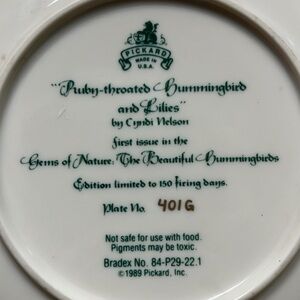 PICKARD
MADE IN
U.S.A.
"Ruby-throated Hummingbird
and Lilies"
by Cyndi Nelson
First issue in the
Gems of Nature: The Beautiful Hummingbirds
Edition limited to 150 firing days.
Plate No. 401G
Not safe for use with food.
Pigments may be toxic.
Bradex No. 84-P29-22.1
©1989 Pickard, Inc.